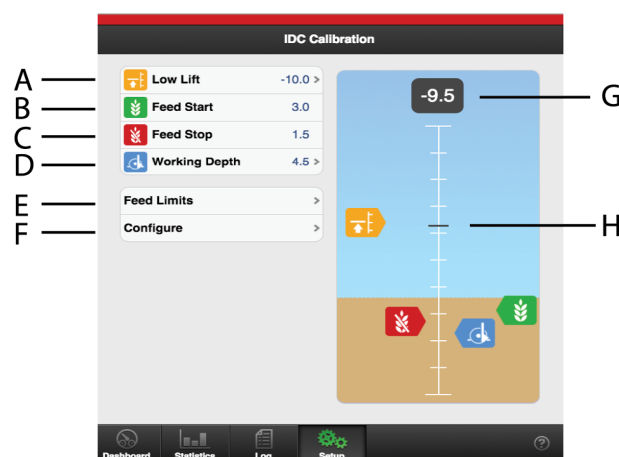 IDC Calibration
A Low Lift -10.0 >
B Feed Start 3.0
C Feed Stop 1.5
D Working Depth 4.5 >
E Feed Limits >
F Configure >
-9.5 G
H
Dashboard Statistics Log Setup ?